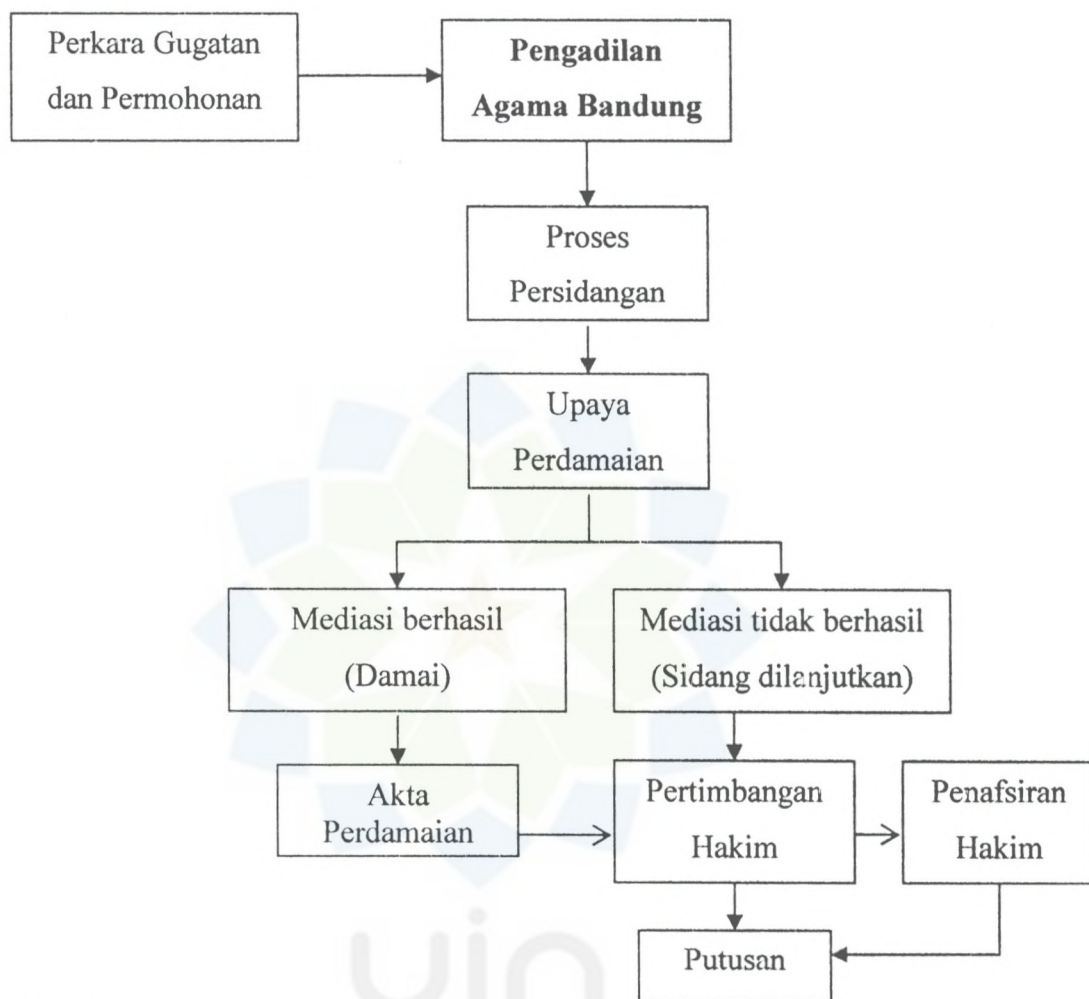 Perkara Gugatan
dan Permohonan
Pengadilan
Agama Bandung
Proses
Persidangan
Upaya
Perdamaian
Mediasi berhasil
(Damai)
Mediasi tidak berhasil
(Sidang dilanjutkan)
Akta
Perdamaian
Pertimbangan
Hakim
Penafsiran
Hakim
Putusan
uin